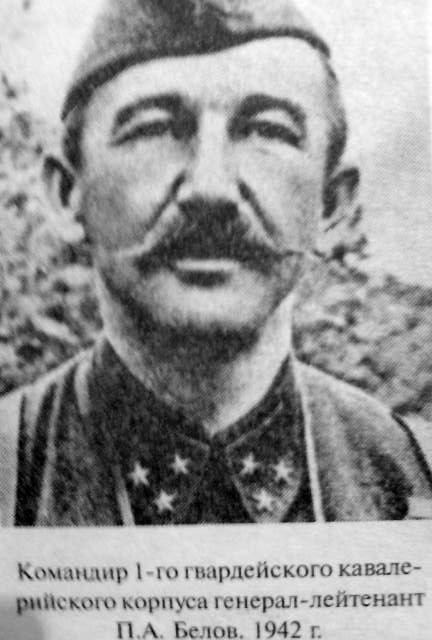 Командир 1-го гвардейского кавале-
рийского корпуса генерал-лейтенант
П.А. Белов. 1942 г.